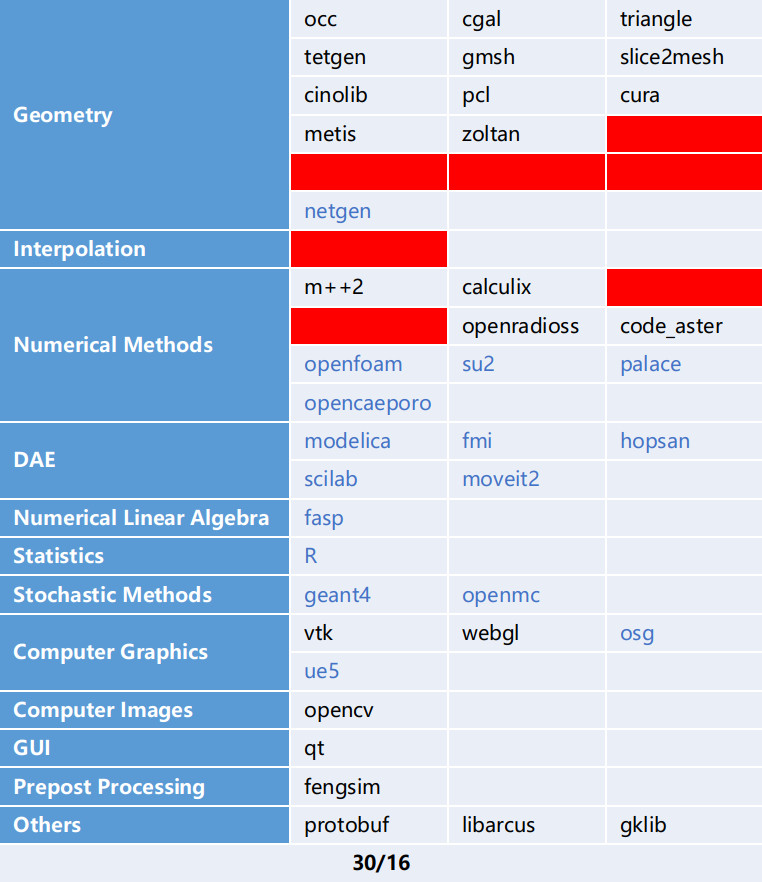 occ cgal triangle
tetgen gmsh slice2mesh
Geometry cinolib pcl cura
metis zoltan
netgen
Interpolation
m++2 calculix
Numerical Methods openradioss code_aster
openfoam su2 palace
opencaeporo
DAE modelica fmi hopsan
scilab moveit2
Numerical Linear Algebra fasp
Statistics R
Stochastic Methods geant4 openmc
Computer Graphics vtk webgl osg
ue5
Computer Images opencv
GUI qt
Prepost Processing fengsim
Others protobuf libarcus gklib
30/16